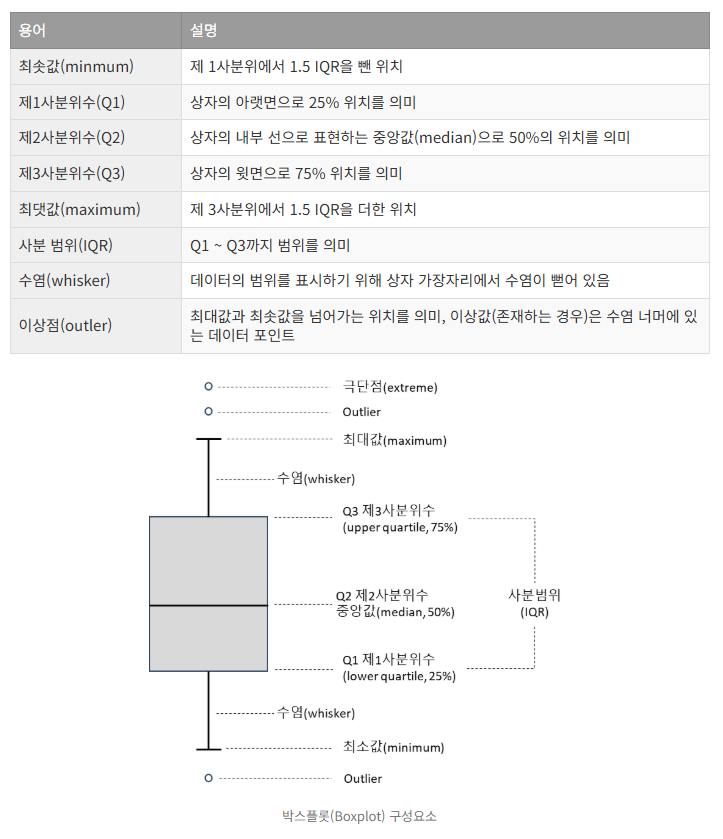 용어 설명
최솟값(minmum) 제 1사분위에서 1.5 IQR을 뺀 위치
제1사분위수(Q1) 상자의 아랫면으로 25% 위치를 의미
제2사분위수(Q2) 상자의 내부 선으로 표현하는 중앙값(median)으로 50%의 위치를 의미
제3사분위수(Q3) 상자의 윗면으로 75% 위치를 의미
최댓값(maximum) 제 3사분위에서 1.5 IQR을 더한 위치
사분 범위(IQR) Q1 ~ Q3까지 범위를 의미
수염(whisker) 데이터의 범위를 표시하기 위해 상자 가장자리에서 수염이 뻗어 있음
이상점(outler) 최대값과 최솟값을 넘어가는 위치를 의미, 이상값(존재하는 경우)은 수염 너머에 있
는 데이터 포인트
극단점(extreme)
Outlier
최대값(maximum)
수염(whisker)
Q3 제3사분위수
(upper quartile, 75%)
Q2 제2사분위수
중앙값(median, 50%)
사분범위
(IQR)
Q1 제1사분위수
(lower quartile, 25%)
수염(whisker)
최소값(minimum)
Outlier
박스플롯(Boxplot) 구성요소